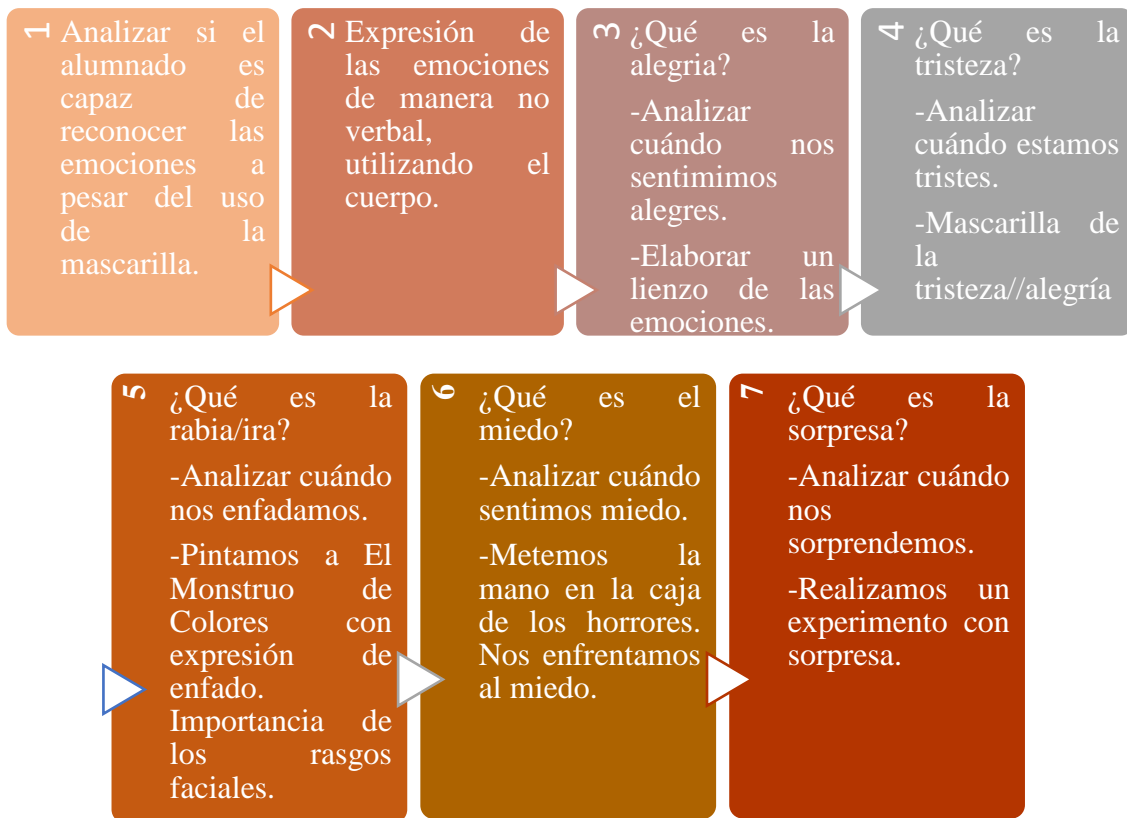 1
Analizar si el
alumnado es
capaz de
reconocer las
emociones a
pesar del uso
de la
mascarilla.
2
Expresión de
las emociones
de manera no
verbal,
utilizando el
cuerpo.
3
¿Qué es la
alegria?
-Analizar
cuándo nos
sentimimos
alegres.
-Elaborar un
lienzo de las
emociones.
4
¿Qué es la
tristeza?
-Analizar
cuándo estamos
tristes.
-Mascarilla de
la
tristeza//alegría
5
¿Qué es la
rabia/ira?
-Analizar cuándo
nos enfadamos.
-Pintamos a El
Monstruo de
Colores con
expresión de
enfado.
Importancia de
los rasgos
faciales.
6
¿Qué es el
miedo?
-Analizar cuándo
sentimos miedo.
-Metemos la
mano en la caja
de los horrores.
Nos enfrentamos
al miedo.
7
¿Qué es la
sorpresa?
-Analizar cuándo
nos
sorprendemos.
-Realizamos un
experimento con
sorpresa.